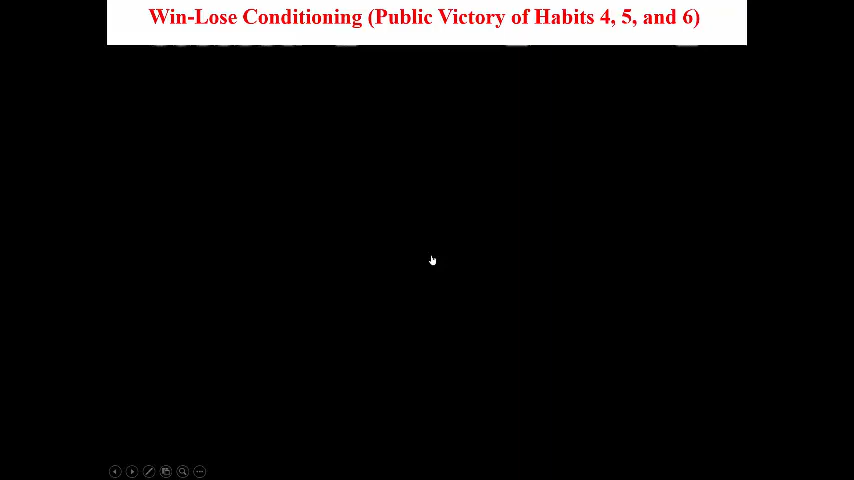 Win-Lose Conditioning (Public Victory of Habits 4, 5, and 6)